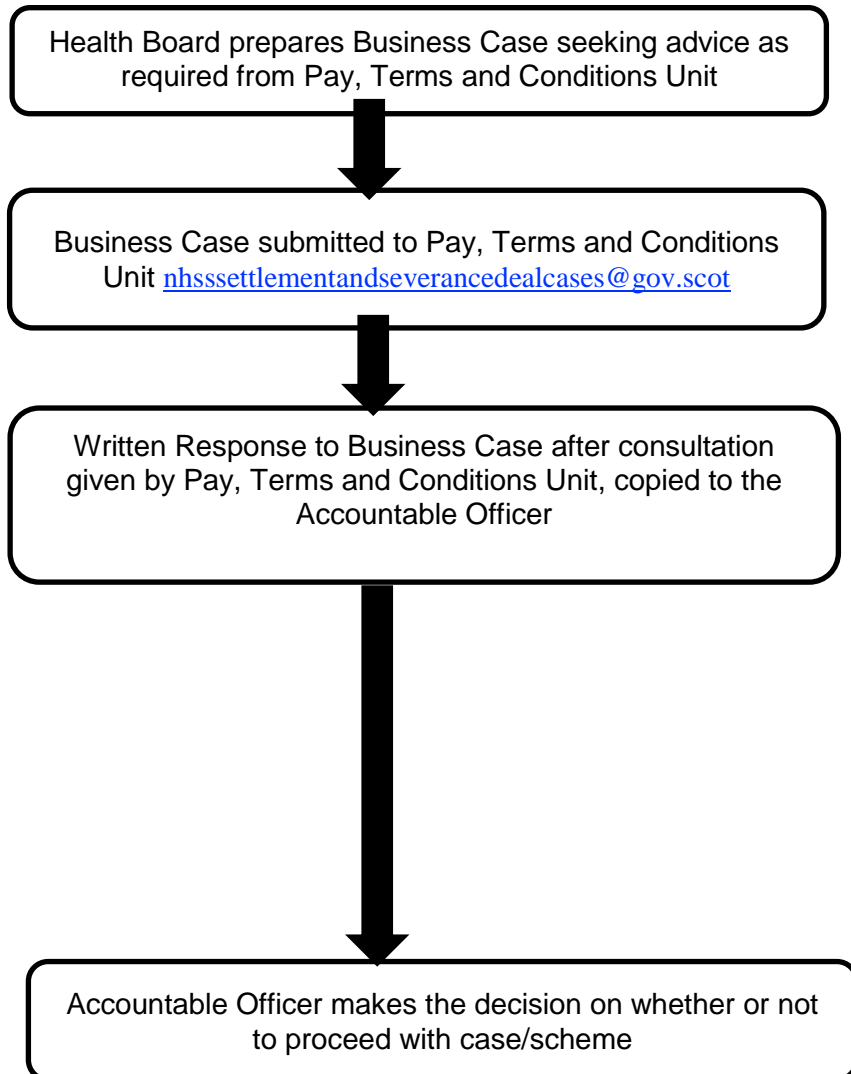 Health Board prepares Business Case seeking advice as
required from Pay, Terms and Conditions Unit
Business Case submitted to Pay, Terms and Conditions
Unit nhsssettlementandseverancedealcases@gov.scot
Written Response to Business Case after consultation
given by Pay, Terms and Conditions Unit, copied to the
Accountable Officer
Accountable Officer makes the decision on whether or not
to proceed with case/scheme